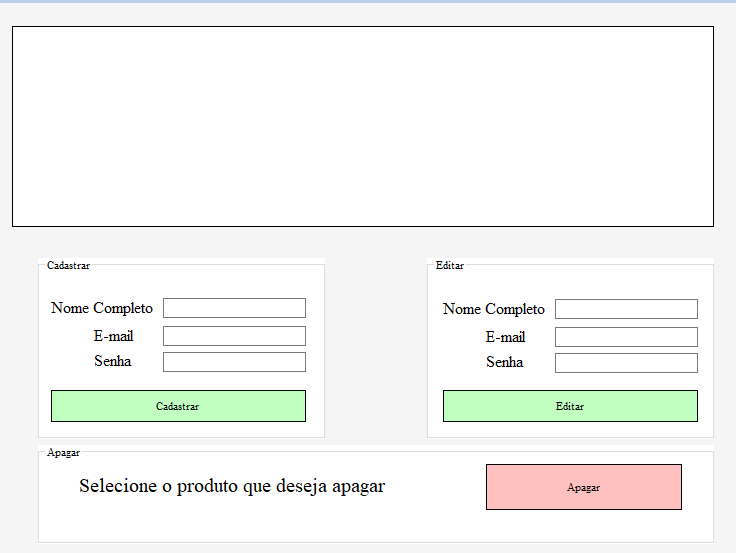 Cadastrar
Nome Completo
E-mail
Senha
Cadastrar
Editar
Nome Completo
E-mail
Senha
Editar
Apagar
Selecione o produto que deseja apagar
Apagar